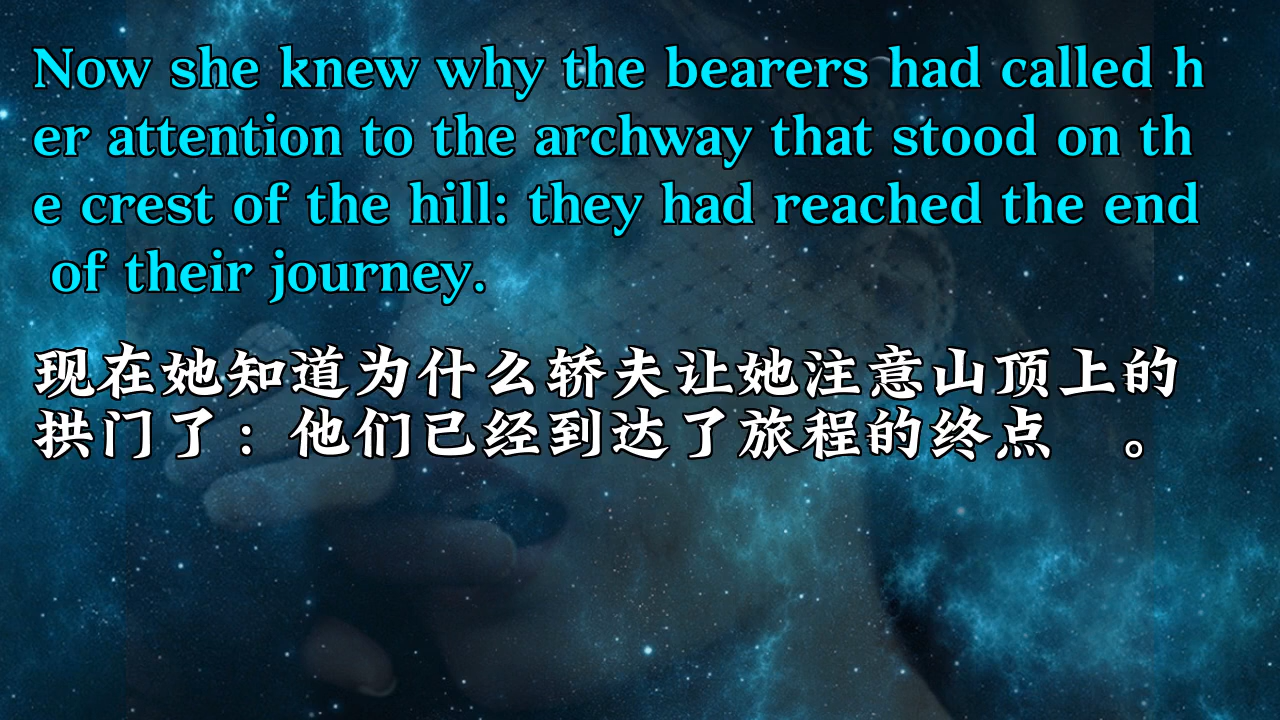 Now she knew why the bearers had called h
er attention to the archway that stood on th
e crest of the hill: they had reached the end
of their journey.
现在她知道为什么轿夫让她注意山顶上的
拱门了：他们已经到达了旅程的终点　。